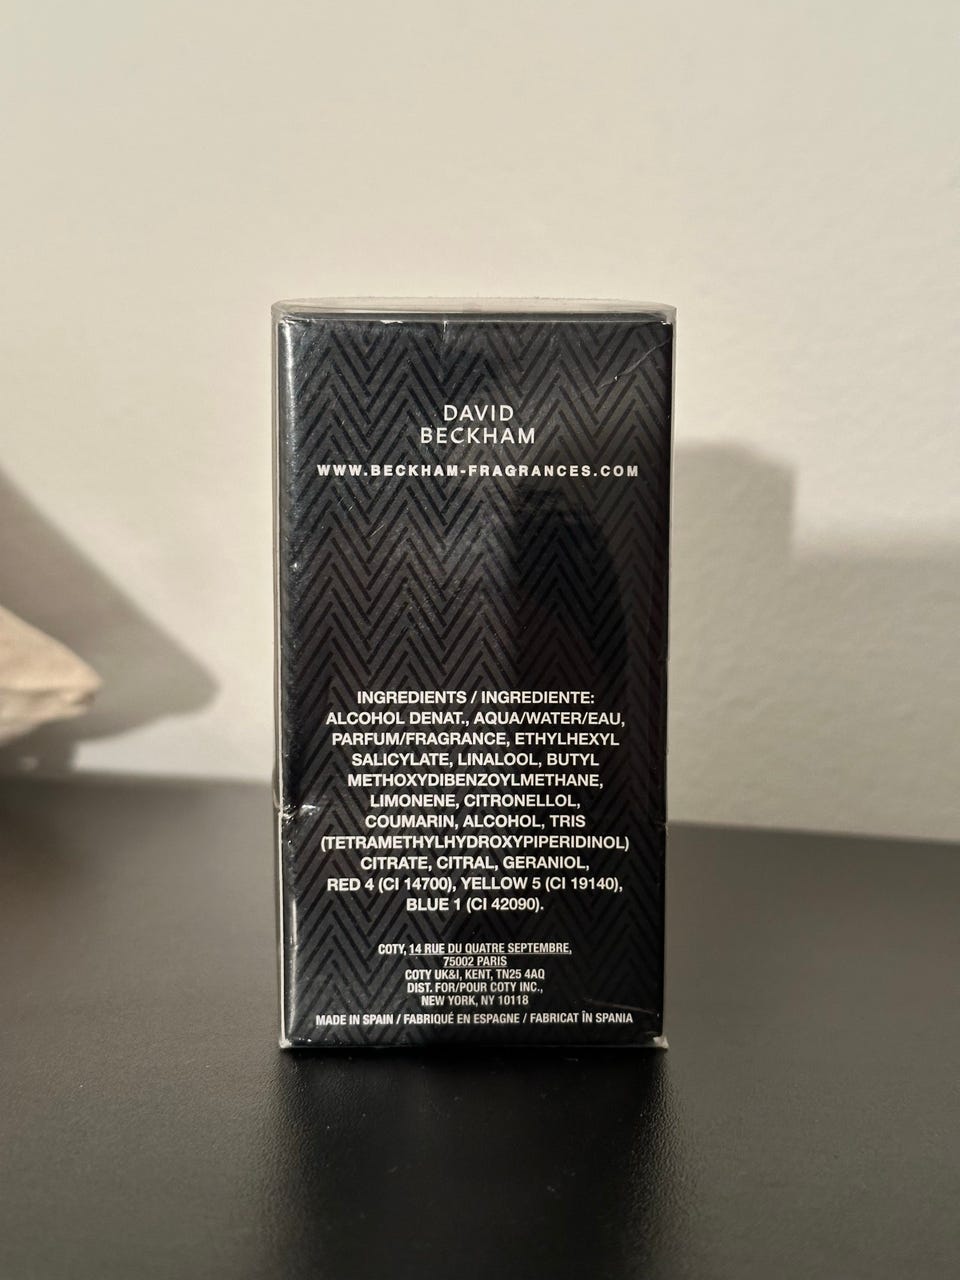 DAVID
BECKHAM
WWW.BECKHAM-FRAGRANCES.COM
INGREDIENTS / INGREDIENTE:
ALCOHOL DENAT., AQUA/WATER/EAU,
PARFUM/FRAGRANCE, ETHYLHEXYL
SALICYLATE, LINALOOL, BUTYL
METHOXYDIBENZOYLMETHANE,
LIMONENE, CITRONELLOL,
COUMARIN, ALCOHOL, TRIS
(TETRAMETHYLHYDROXYPIPERIDINOL)
CITRATE, CITRAL, GERANIOL,
RED 4 (CI 14700), YELLOW 5 (CI 19140),
BLUE 1 (CI 42090).
COTY, 14 RUE DU QUATRE SEPTEMBRE,
75002 PARIS
COTY UK&I, KENT, TN25 4AQ
DIST. FOR/POUR COTY INC.,
NEW YORK, NY 10118
MADE IN SPAIN / FABRIQUÉ EN ESPAGNE / FABRICAT ÎN SPANIA